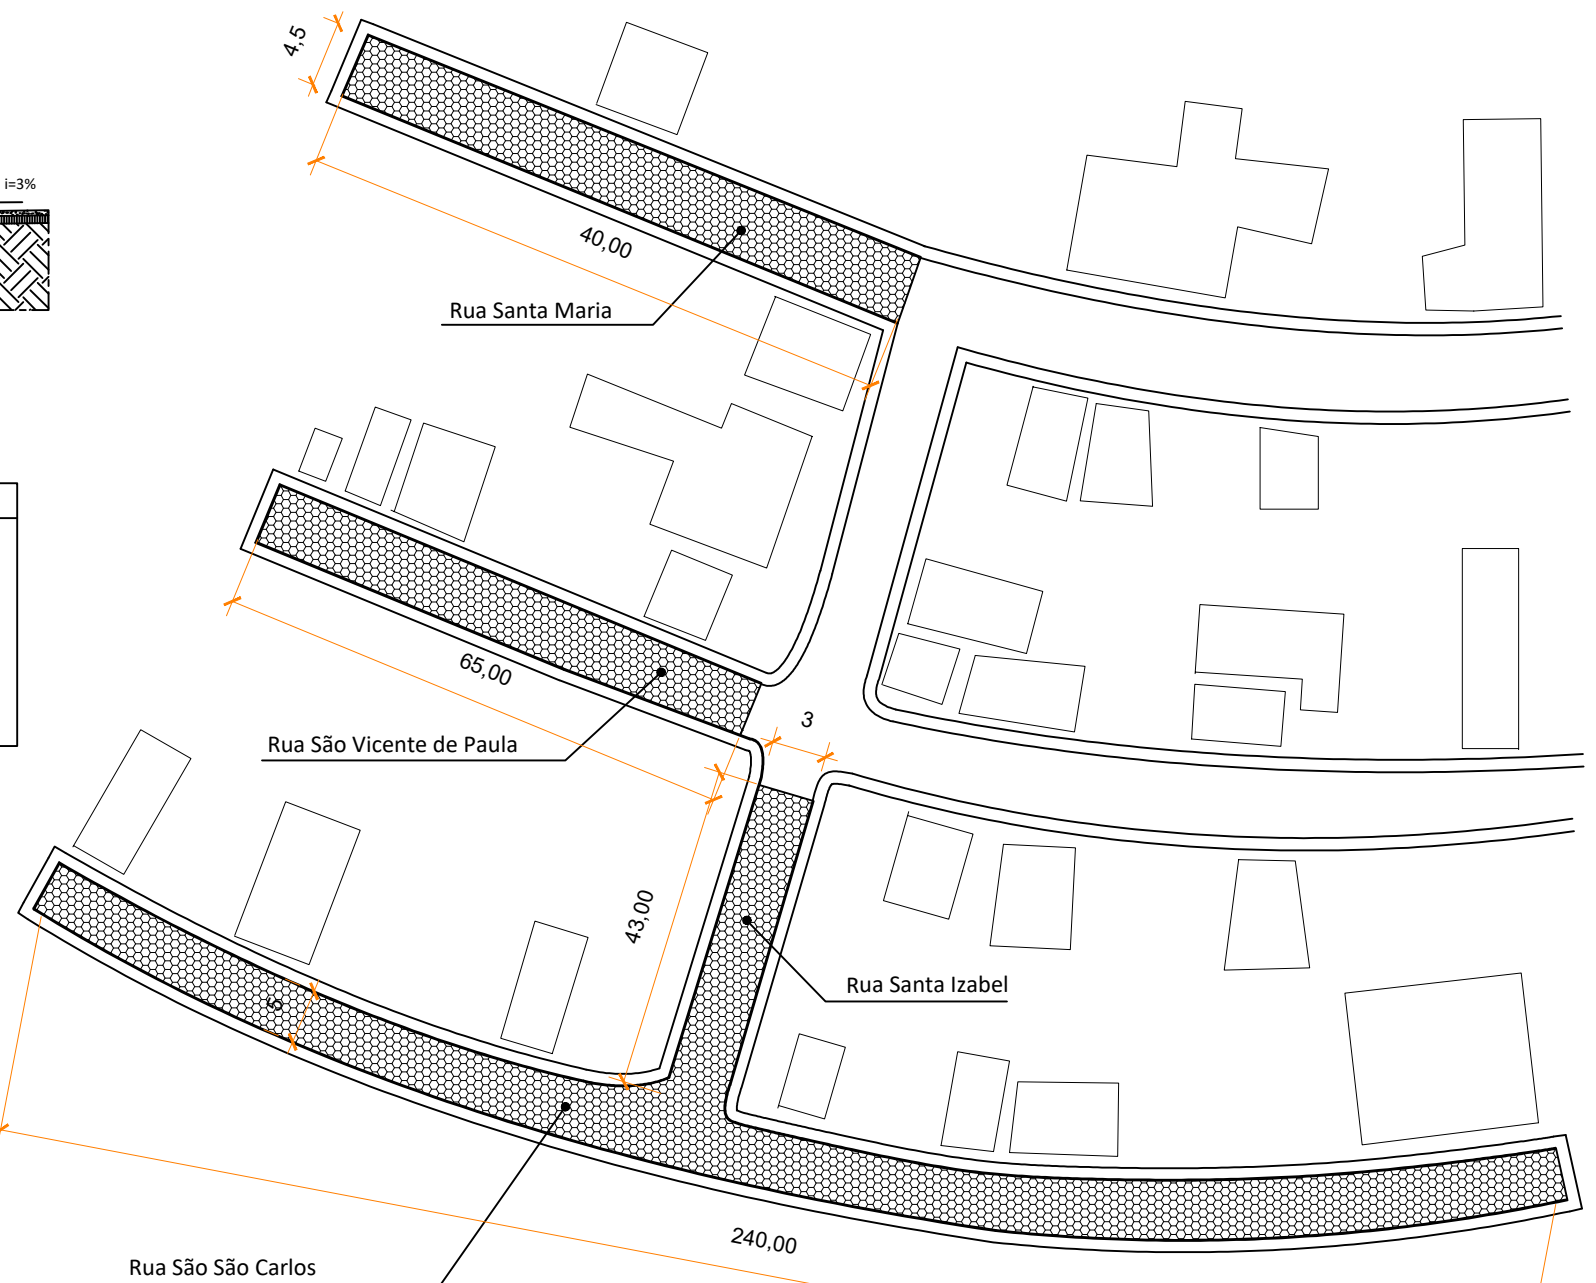 4,5
i=3%
40,00
Rua Santa Maria
65,00
3
Rua São Vicente de Paula
43,00
Rua Santa Izabel
5
240,00
Rua São São Carlos